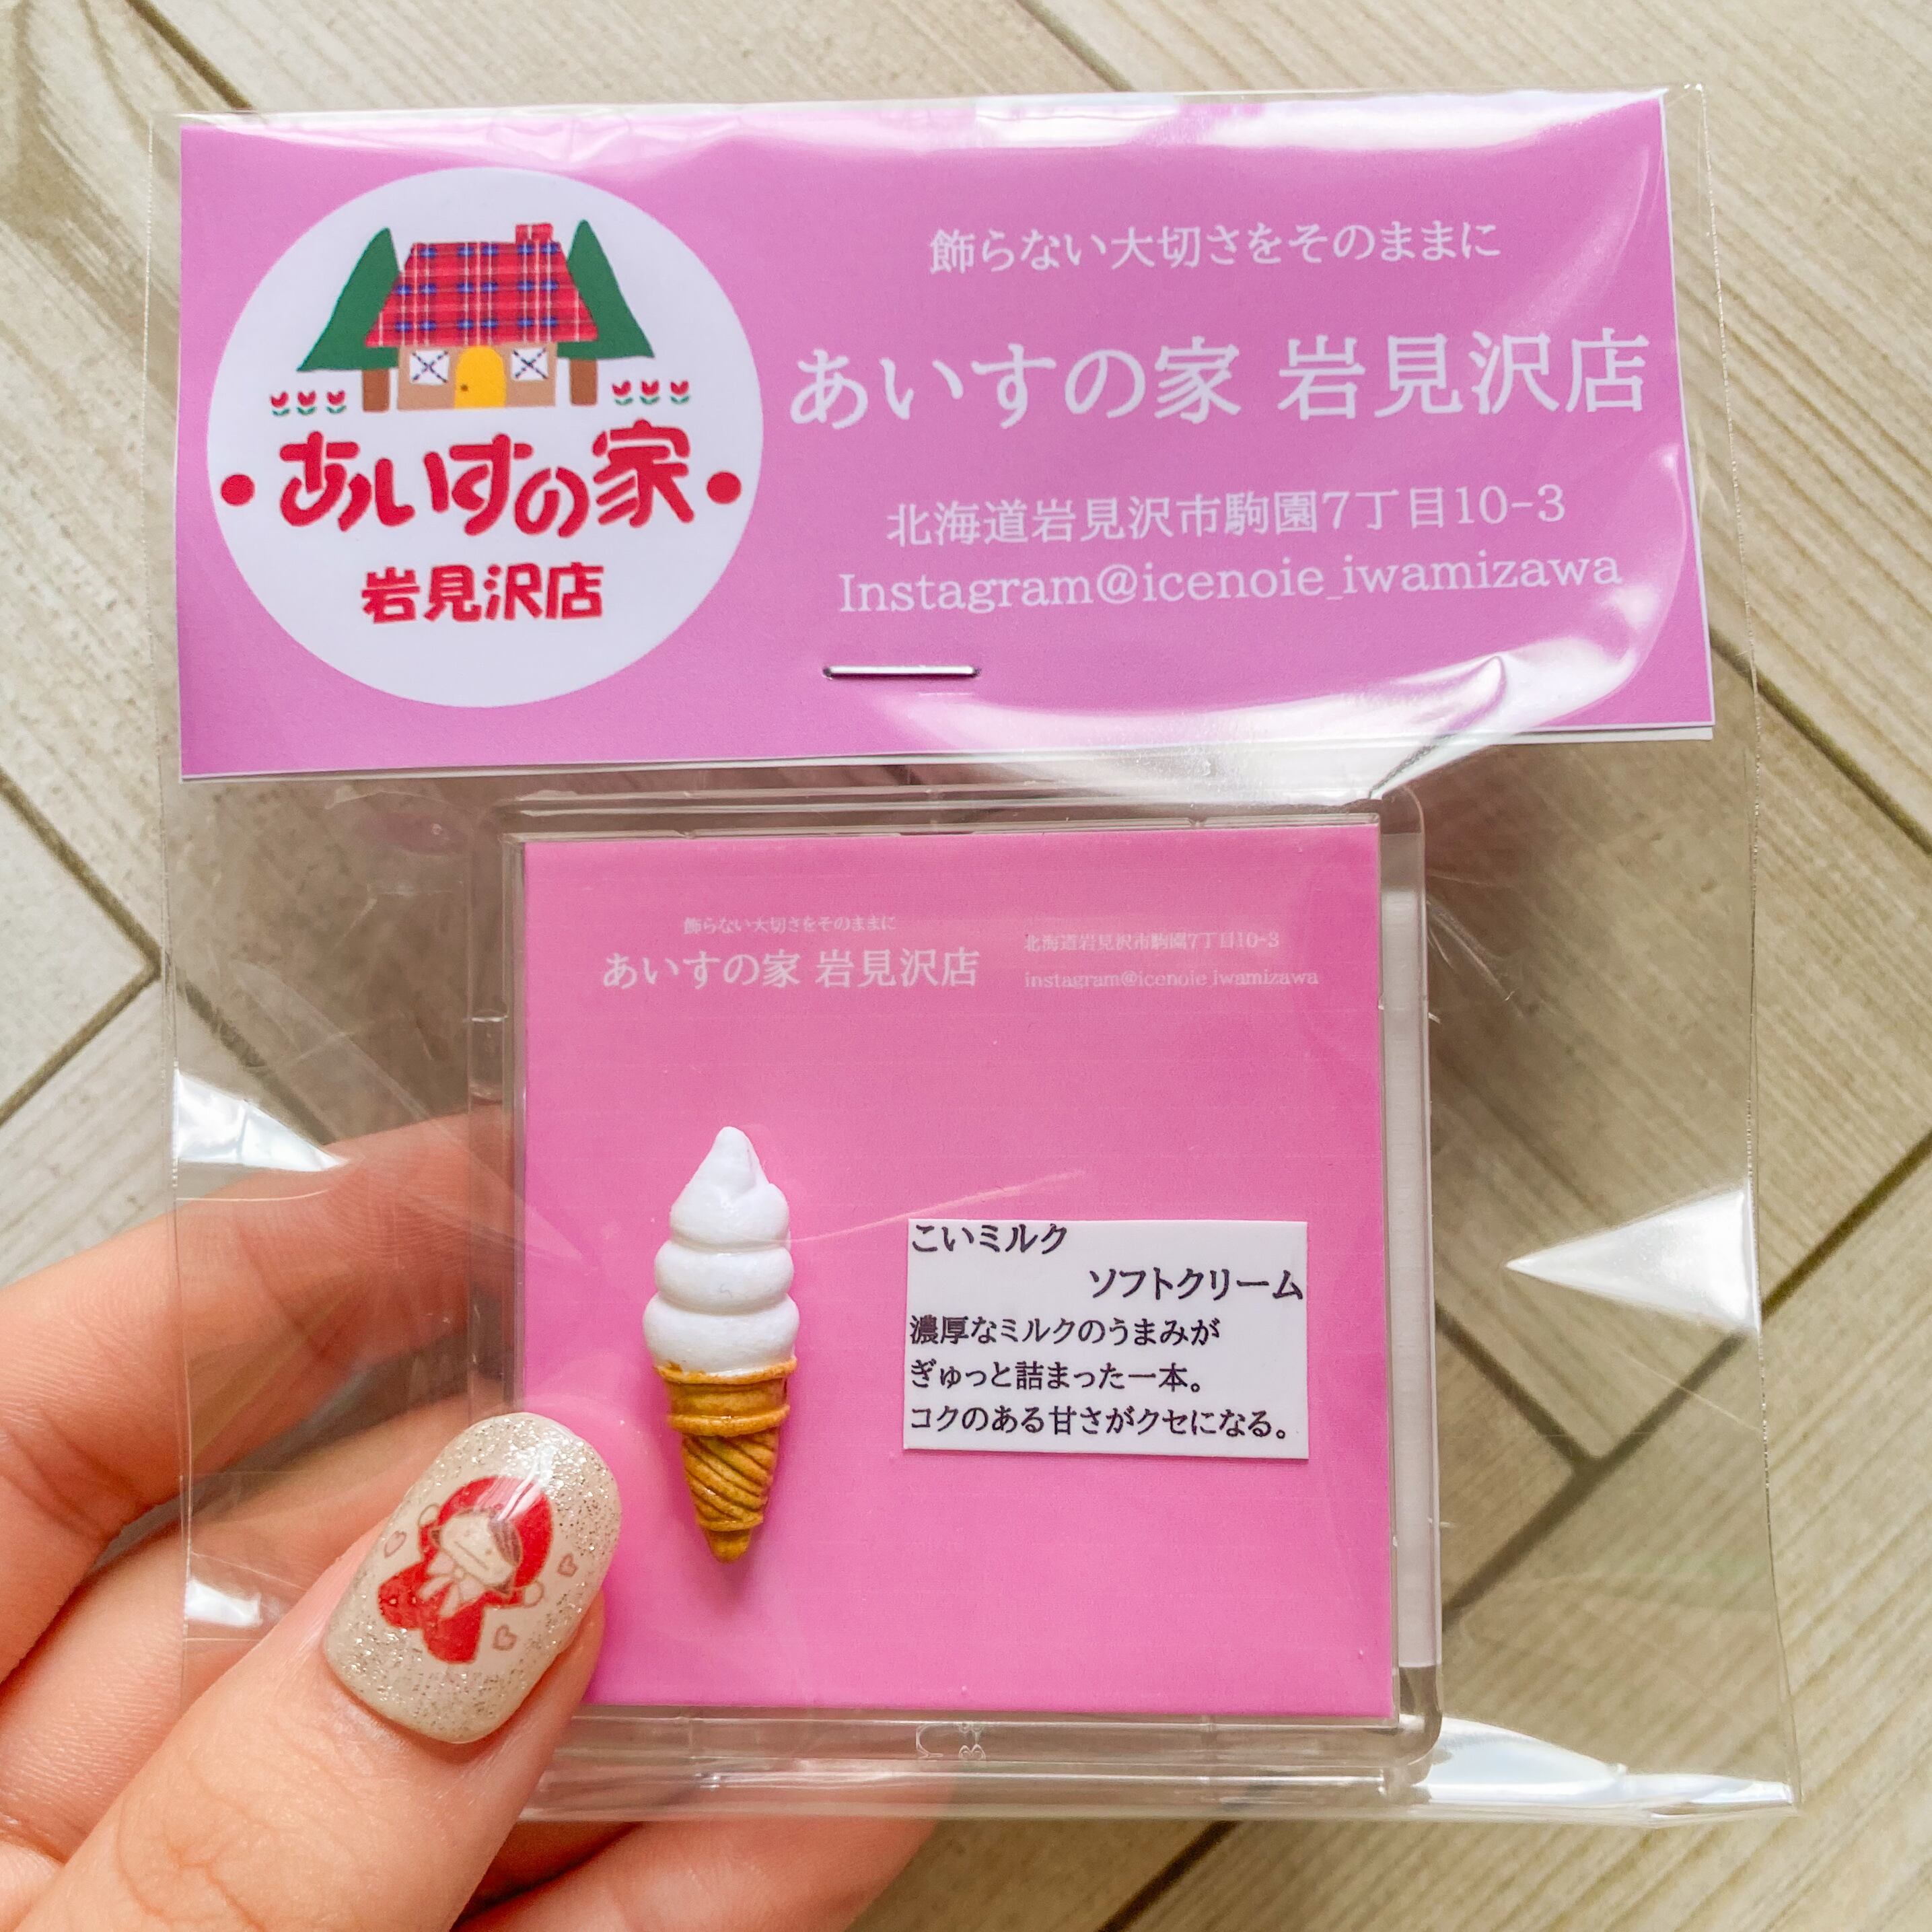 あいすの家
岩見沢店
飾らない大切さをそのままに
あいすの家 岩見沢店
北海道岩見沢市駒園7丁目10-3
Instagram@icenoie_iwamizawa
飾らない大切さをそのままに
あいすの家 岩見沢店
北海道岩見沢市駒園7丁目10-3
instagram@icenoie_iwamizawa
こいミルク
ソフトクリーム
濃厚なミルクのうまみが
ぎゅっと詰まった一本。
コクのある甘さがクセになる。